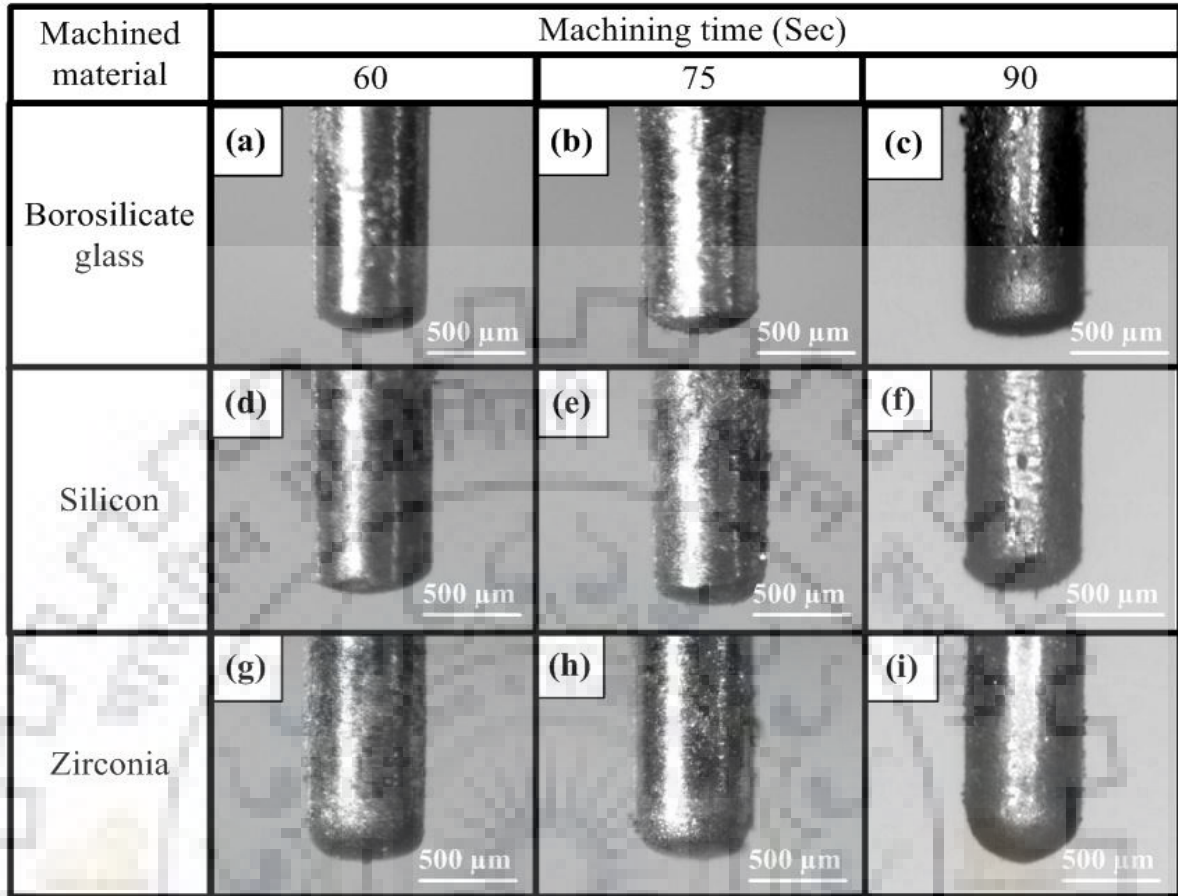 Machined material
Machining time (Sec)
60 75 90
Borosilicate glass
(a) (b) (c)
500 μm 500 μm 500 μm
Silicon
(d) (e) (f)
500 μm 500 μm 500 μm
Zirconia
(g) (h) (i)
500 μm 500 μm 500 μm